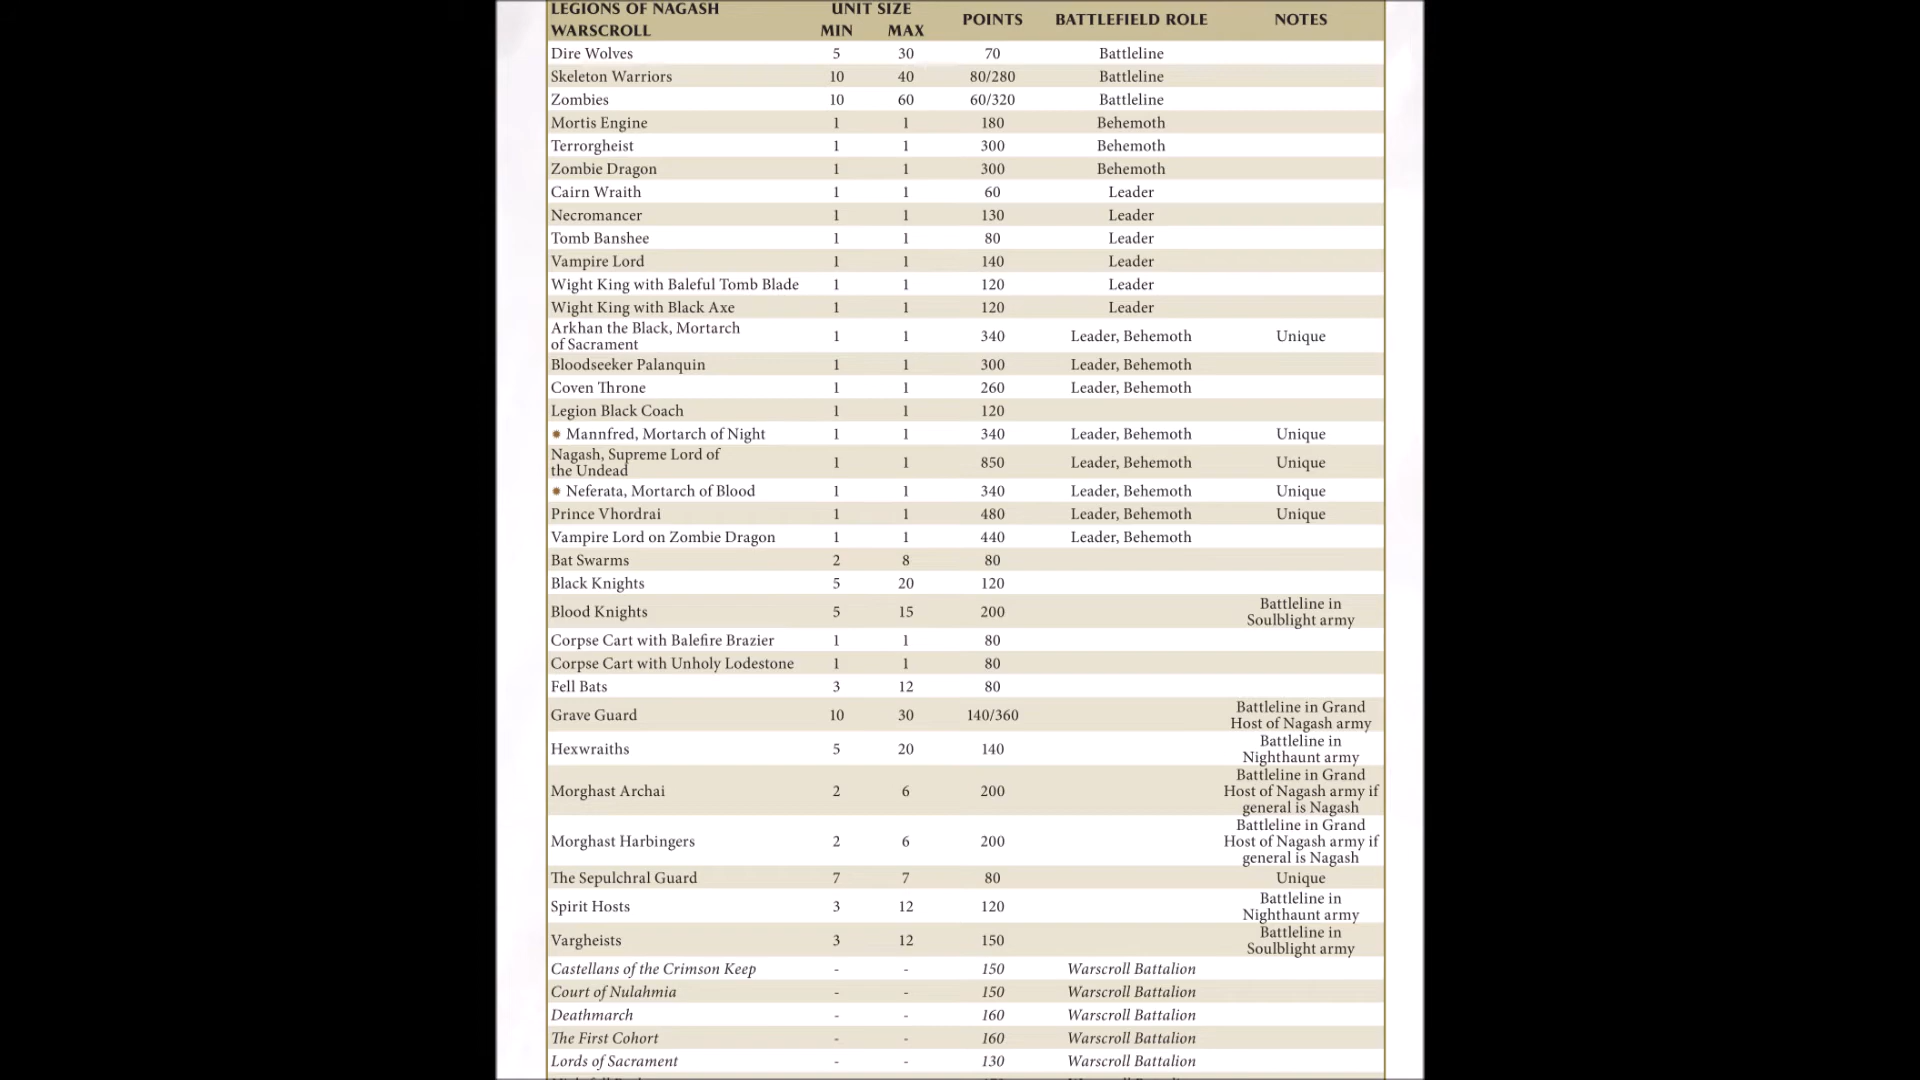 LEGIONS OF NAGASH WARSCROLL UNIT SIZE MIN MAX POINTS BATTLEFIELD ROLE NOTES
Dire Wolves 5 30 70 Battleline
Skeleton Warriors 10 40 80/280 Battleline
Zombies 10 60 60/320 Battleline
Mortis Engine 1 1 180 Behemoth
Terrorgheist 1 1 300 Behemoth
Zombie Dragon 1 1 300 Behemoth
Cairn Wraith 1 1 60 Leader
Necromancer 1 1 130 Leader
Tomb Banshee 1 1 80 Leader
Vampire Lord 1 1 140 Leader
Wight King with Baleful Tomb Blade 1 1 120 Leader
Wight King with Black Axe 1 1 120 Leader
Arkhan the Black, Mortarch
of Sacrament 1 1 340 Leader, Behemoth Unique
Bloodseeker Palanquin 1 1 300 Leader, Behemoth
Coven Throne 1 1 260 Leader, Behemoth
Legion Black Coach 1 1 120
Mannfred, Mortarch of Night 1 1 340 Leader, Behemoth Unique
Nagash, Supreme Lord of
the Undead 1 1 850 Leader, Behemoth Unique
Neferata, Mortarch of Blood 1 1 340 Leader, Behemoth Unique
Prince Vhordrai 1 1 480 Leader, Behemoth Unique
Vampire Lord on Zombie Dragon 1 1 440 Leader, Behemoth
Bat Swarms 2 8 80
Black Knights 5 20 120
Blood Knights 5 15 200 Battleline in
Soulblight army
Corpse Cart with Balefire Brazier 1 1 80
Corpse Cart with Unholy Lodestone 1 1 80
Fell Bats 3 12 80
Grave Guard 10 30 140/360 Battleline in Grand
Host of Nagash army
Hexwraiths 5 20 140 Battleline in
Nighthaunt army
Morghast Archai 2 6 200 Battleline in Grand
Host of Nagash army if
general is Nagash
Morghast Harbingers 2 6 200 Battleline in Grand
Host of Nagash army if
general is Nagash
The Sepulchral Guard 7 7 80 Unique
Spirit Hosts 3 12 120 Battleline in
Nighthaunt army
Vargheists 3 12 150 Battleline in
Soulblight army
Castellans of the Crimson Keep - - 150 Warscroll Battalion
Court of Nulahmia - - 150 Warscroll Battalion
Deathmarch - - 160 Warscroll Battalion
The First Cohort - - 160 Warscroll Battalion
Lords of Sacrament - - 130 Warscroll Battalion